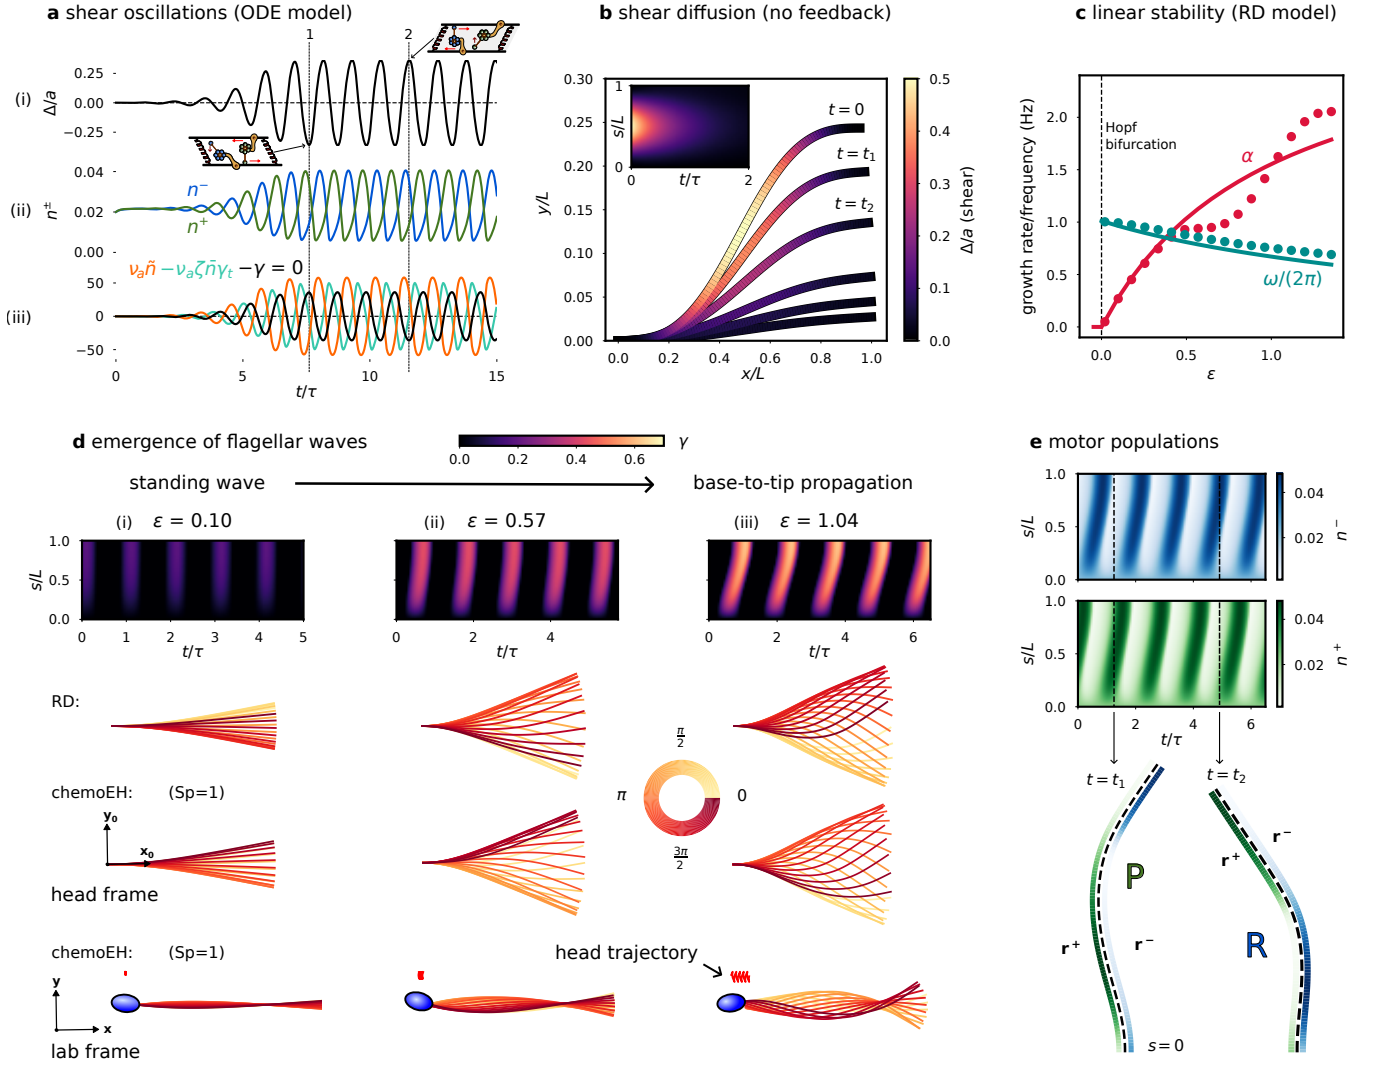 a shear oscillations (ODE model)
1
2
(i)
Δ/a
0.25
0.00
−0.25
(ii)
n±
0.04
0.02
0.00
n−
n+
νañ −νaζn̄γt −γ = 0
(iii)
50
0
−50
0
5
10
15
t/τ
b shear diffusion (no feedback)
0.30
0.25
0.20
0.15
0.10
0.05
0.00
y/L
0.0
0.2
0.4
0.6
0.8
1.0
x/L
1
0
s/L
0
t/τ
2
t = 0
t = t1
t = t2
0.5
0.4
0.3
0.2
0.1
0.0
Δ/a (shear)
c linear stability (RD model)
growth rate/frequency (Hz)
2.0
1.5
1.0
0.5
0.0
Hopf
bifurcation
α
ω/(2π)
0.0
0.5
1.0
ε
d emergence of flagellar waves
0.0
0.2
0.4
0.6
γ
standing wave
base-to-tip propagation
(i) ε = 0.10
(ii) ε = 0.57
(iii) ε = 1.04
s/L
1.0
0.5
0.0
0 1 2 3 4 5
t/τ
0 2 4
t/τ
0 2 4 6
t/τ
RD:
π/2
π
0
3π/2
chemoEH: (Sp=1)
y0
x0
head frame
chemoEH: (Sp=1)
head trajectory
y
x
lab frame
e motor populations
s/L
1.0
0.5
0.0
0.04
0.02
n−
s/L
1.0
0.5
0.0
0.04
0.02
n+
0 2 4 6
t/τ
t = t1
t = t2
P
r+
r−
r+
r−
R
s = 0